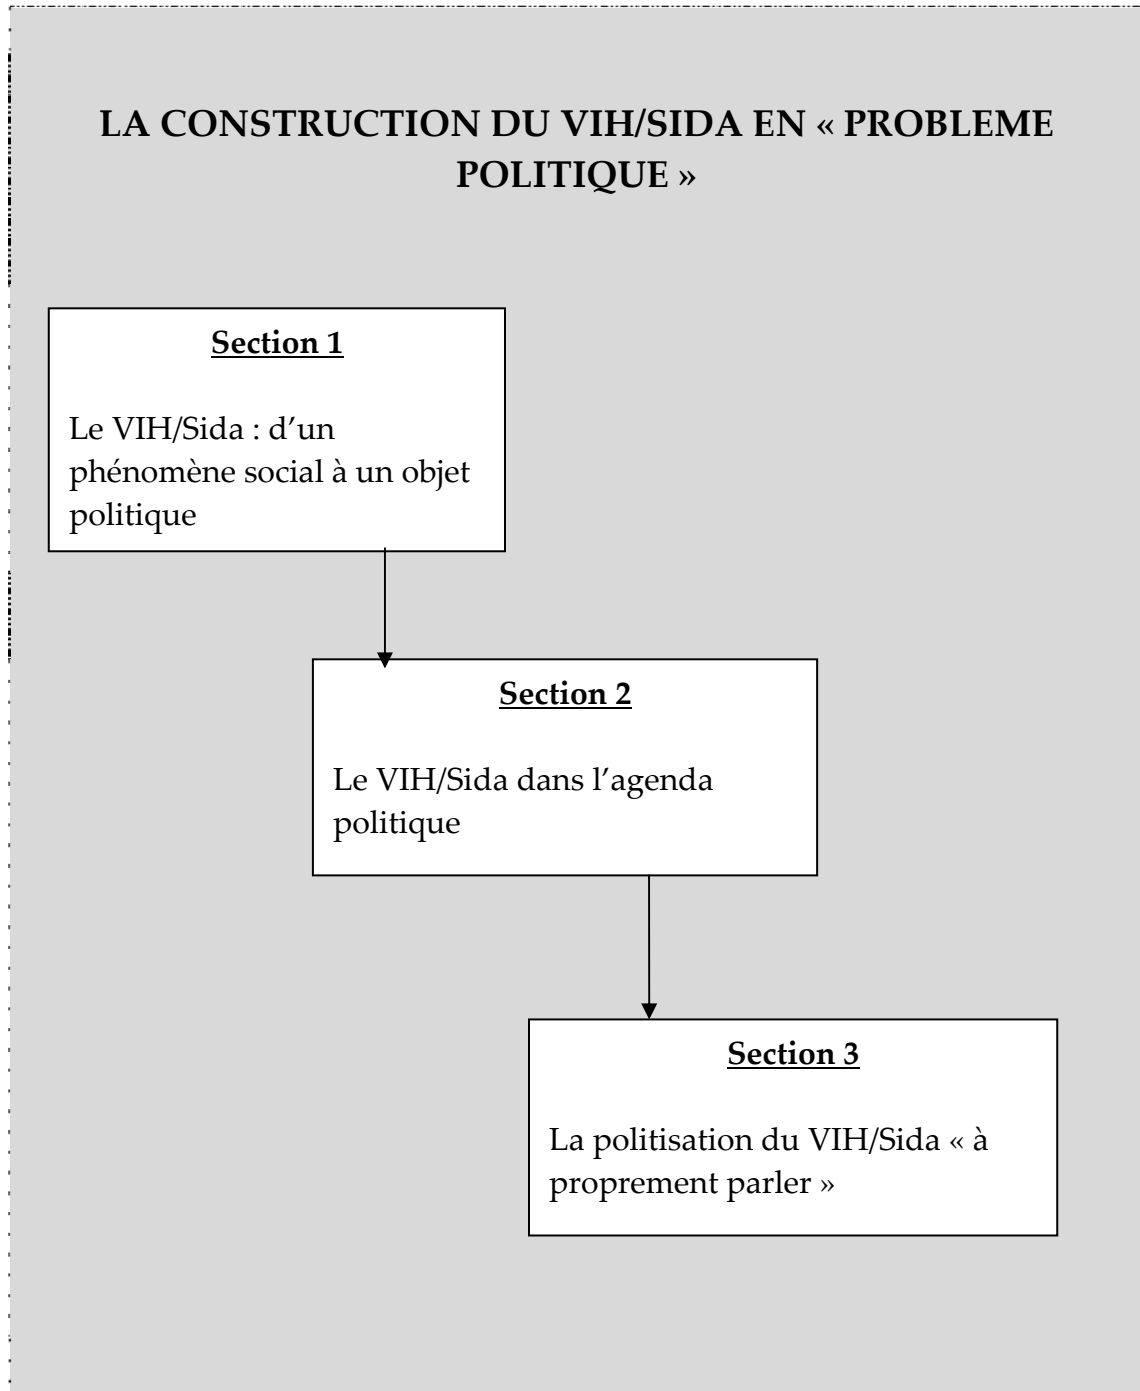 LA CONSTRUCTION DU VIH/SIDA EN « PROBLEME
POLITIQUE »
Section 1
Le VIH/Sida : d’un
phénomène social à un objet
politique
Section 2
Le VIH/Sida dans l’agenda
politique
Section 3
La politisation du VIH/Sida « à
proprement parler »